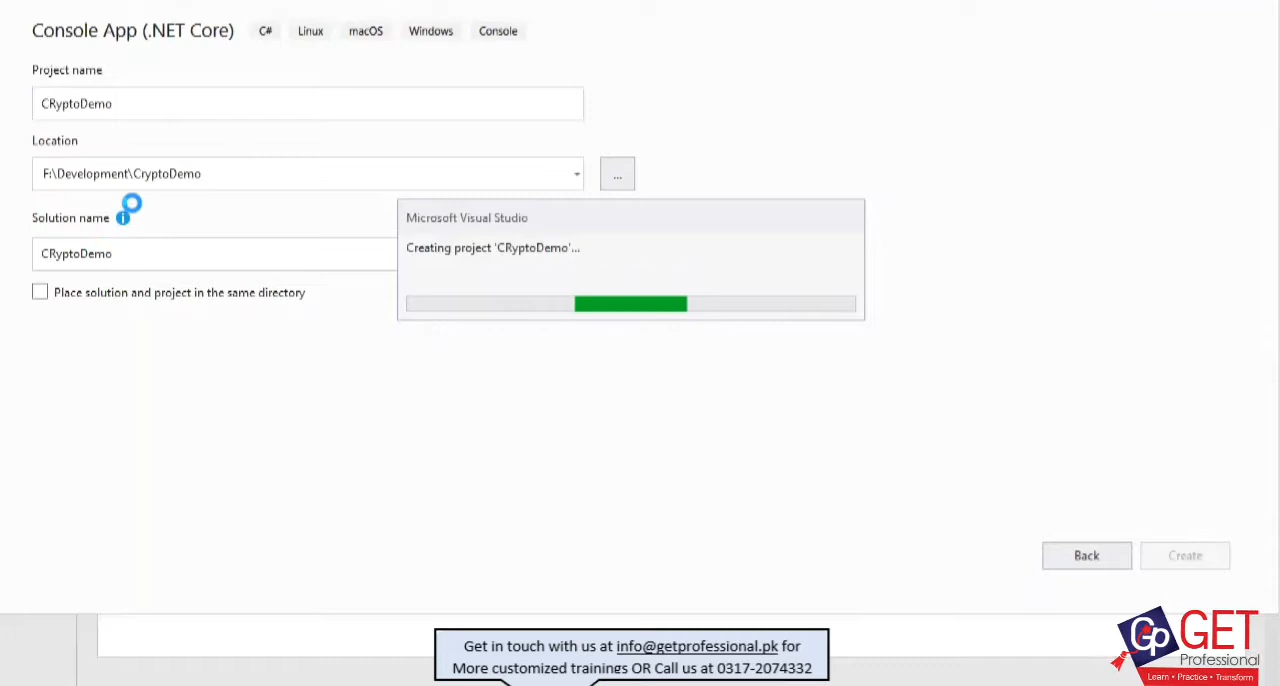 Console App (.NET Core) C# Linux macOS Windows Console
Project name
CRyptoDemo
Location
F:\Development\CryptoDemo
...
Solution name
CRyptoDemo
Place solution and project in the same directory
Microsoft Visual Studio
Creating project 'CRyptoDemo'...
Back Create
Get in touch with us at info@getprofessional.pk for
More customized trainings OR Call us at 0317-2074332
Gp GET
Professional
Learn • Practice • Transform